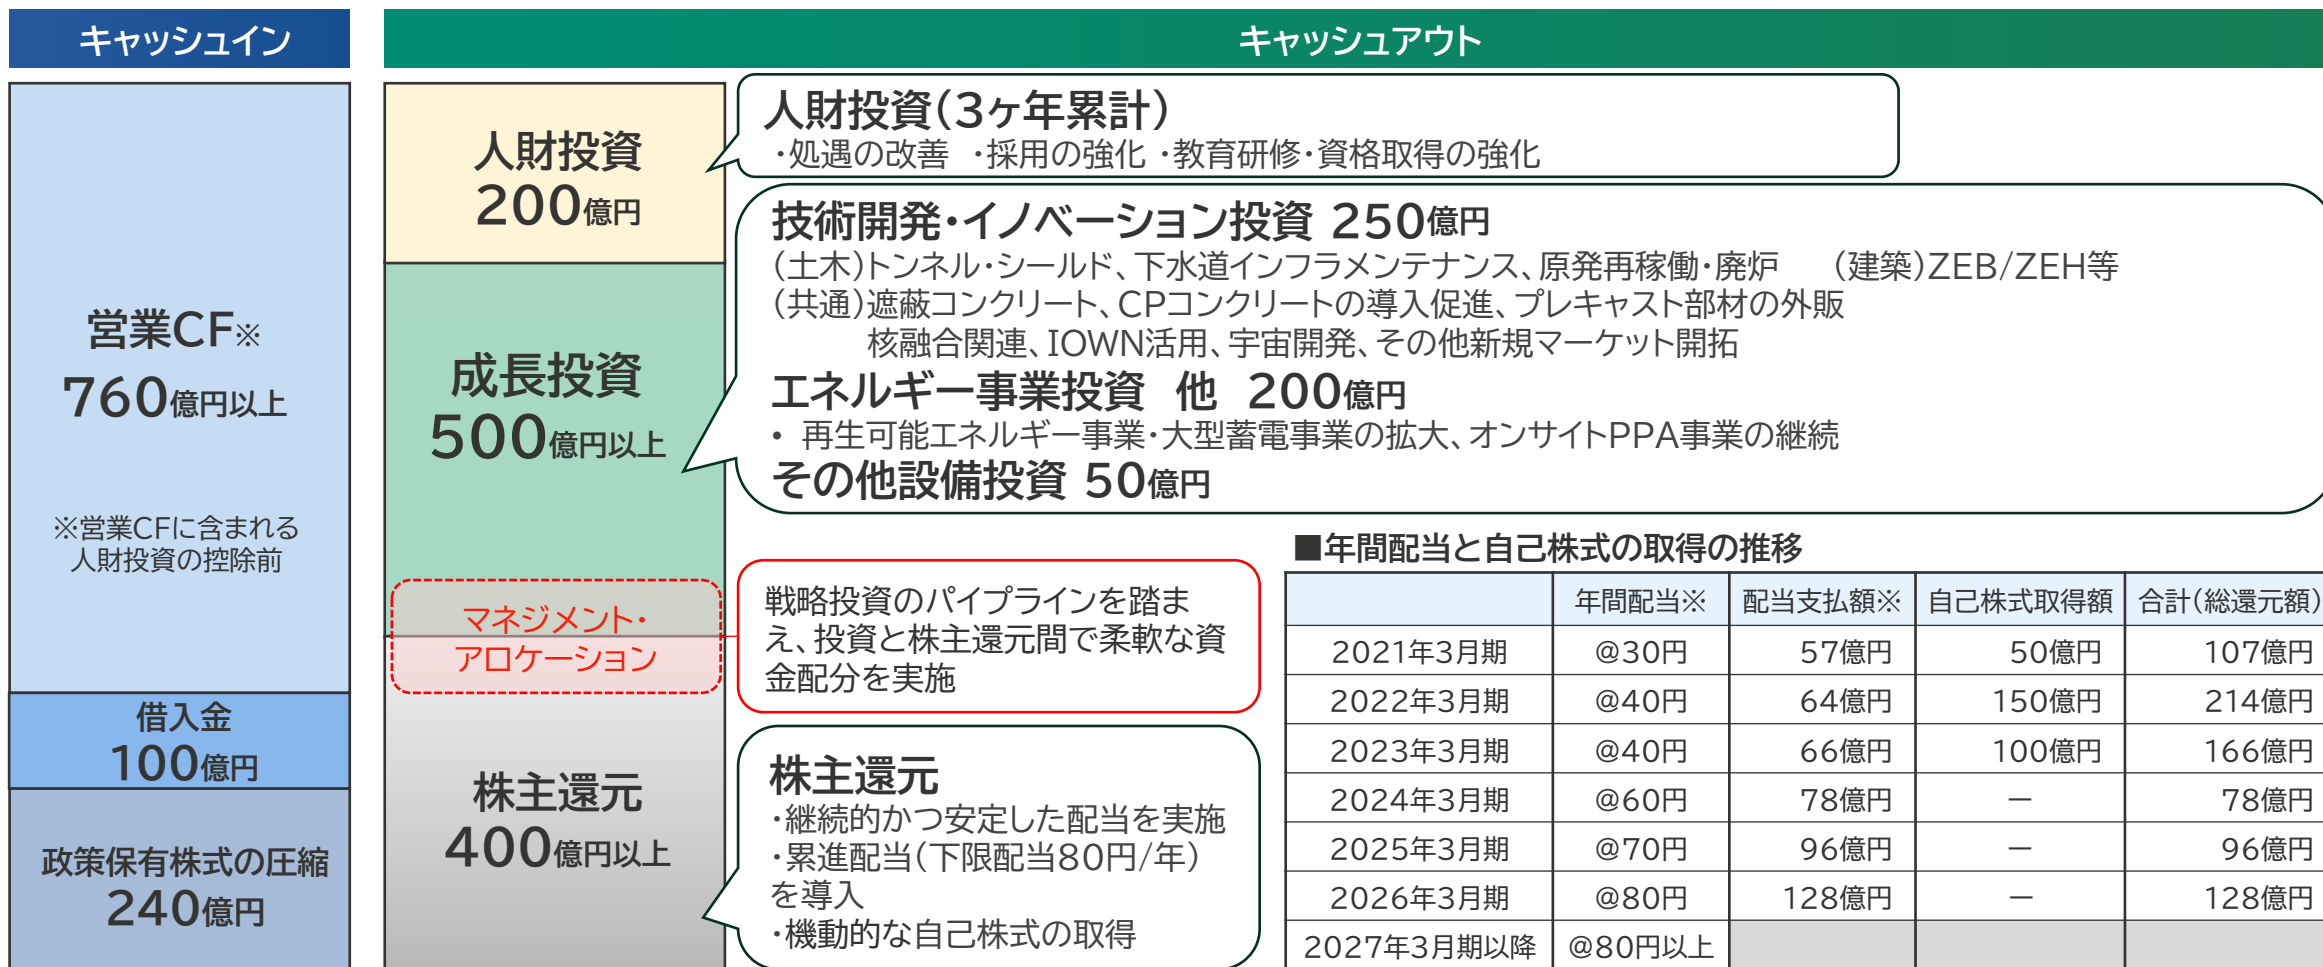 キャッシュイン
営業CF※
760億円以上
※営業CFに含まれる
人財投資の控除前
借入金
100億円
政策保有株式の圧縮
240億円
キャッシュアウト
人財投資
200億円
成長投資
500億円以上
マネジメント・
アロケーション
株主還元
400億円以上
人財投資(3ヶ年累計)
・処遇の改善 ・採用の強化 ・教育研修・資格取得の強化
技術開発・イノベーション投資 250億円
(土木)トンネル・シールド、下水道インフラメンテナンス、原発再稼働・廃炉 (建築)ZEB/ZEH等
(共通)遮蔽コンクリート、CPコンクリートの導入促進、プレキャスト部材の外販
核融合関連、IOWN活用、宇宙開発、その他新規マーケット開拓
エネルギー事業投資 他 200億円
• 再生可能エネルギー事業・大型蓄電事業の拡大、オンサイトPPA事業の継続
その他設備投資 50億円
戦略投資のパイプラインを踏ま
え、投資と株主還元間で柔軟な資
金配分を実施
株主還元
・継続的かつ安定した配当を実施
・累進配当(下限配当80円/年)
を導入
・機動的な自己株式の取得
■年間配当と自己株式の取得の推移
年間配当※ 配当支払額※ 自己株式取得額 合計(総還元額)
2021年3月期 @30円 57億円 50億円 107億円
2022年3月期 @40円 64億円 150億円 214億円
2023年3月期 @40円 66億円 100億円 166億円
2024年3月期 @60円 78億円 － 78億円
2025年3月期 @70円 96億円 － 96億円
2026年3月期 @80円 128億円 － 128億円
2027年3月期以降 @80円以上